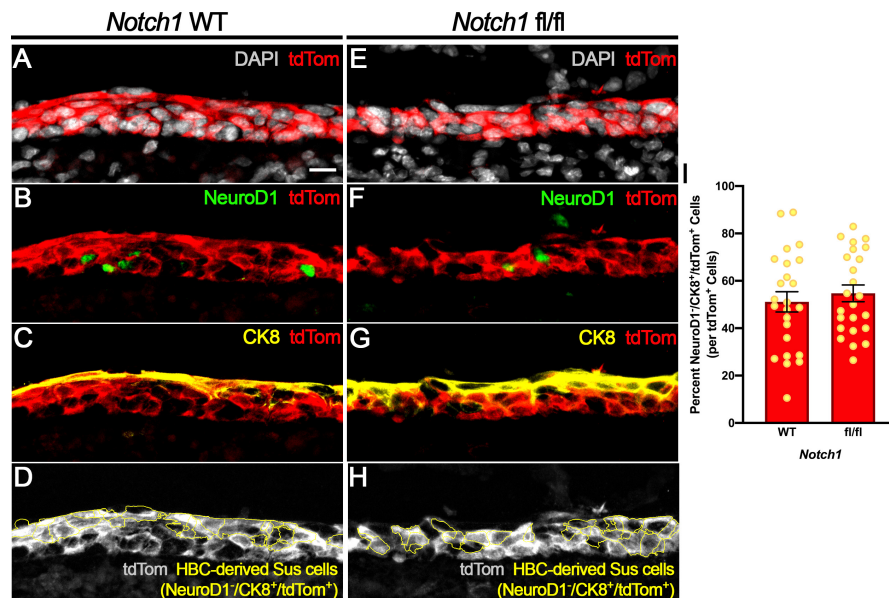 Notch1 WT
Notch1 fl/fl
A
DAPI tdTom
E
DAPI tdTom
B
NeuroD1 tdTom
F
NeuroD1 tdTom
C
CK8 tdTom
G
CK8 tdTom
D
tdTom HBC-derived Sus cells
(NeuroD1⁻/CK8⁺/tdTom⁺)
H
tdTom HBC-derived Sus cells
(NeuroD1⁻/CK8⁺/tdTom⁺)
I
Percent NeuroD1⁻/CK8⁺/tdTom⁺ Cells
(per tdTom⁺ Cells)
100
80
60
40
20
0
WT
fl/fl
Notch1